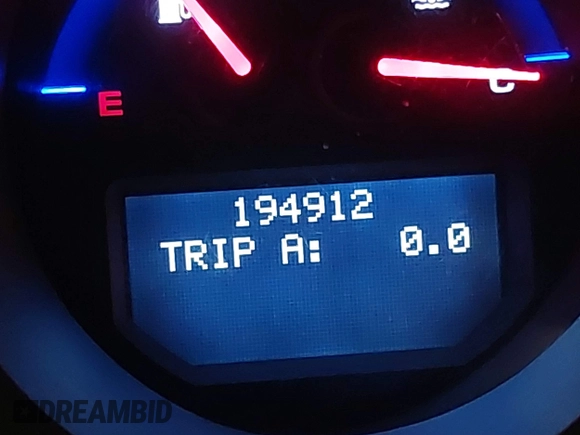 E
C
194912
TRIP A: 0.0
DREAMBID